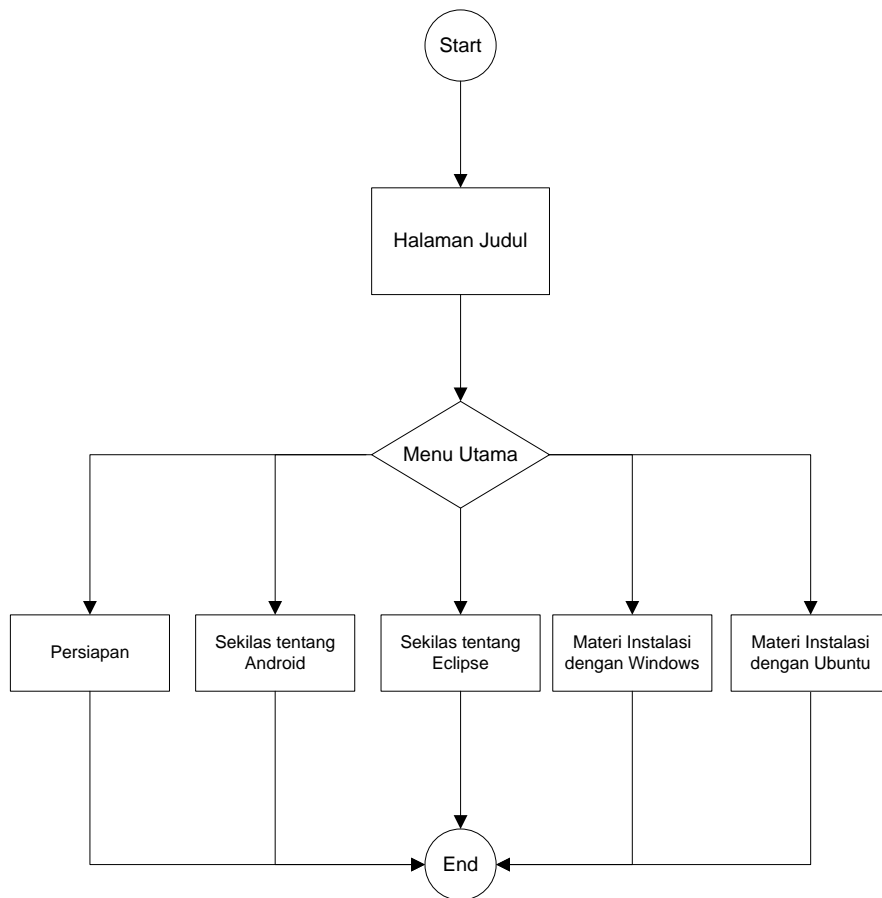 Start
Halaman Judul
Menu Utama
Persiapan
Sekilas tentang
Android
Sekilas tentang
Eclipse
Materi Instalasi
dengan Windows
Materi Instalasi
dengan Ubuntu
End